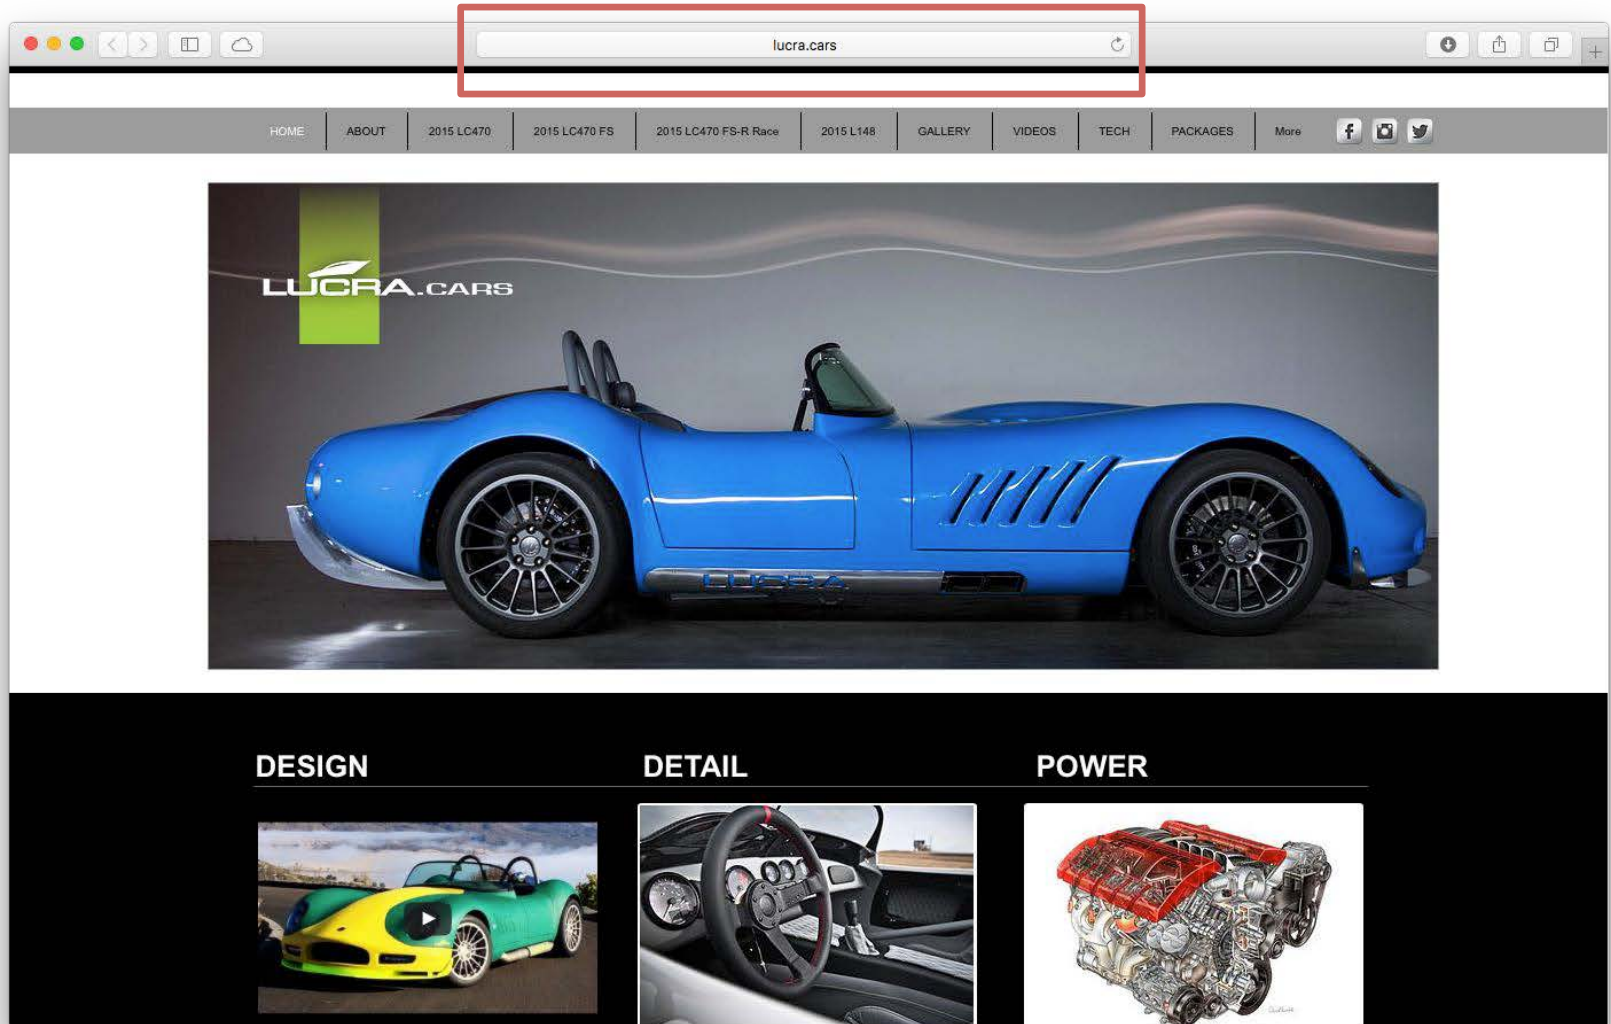 lucra.cars
HOME ABOUT 2015 LC470 2015 LC470 FS 2015 LC470 FS-R Race 2015 L148 GALLERY VIDEOS TECH PACKAGES More
LUCRA.CARS
LUCRA
DESIGN DETAIL POWER